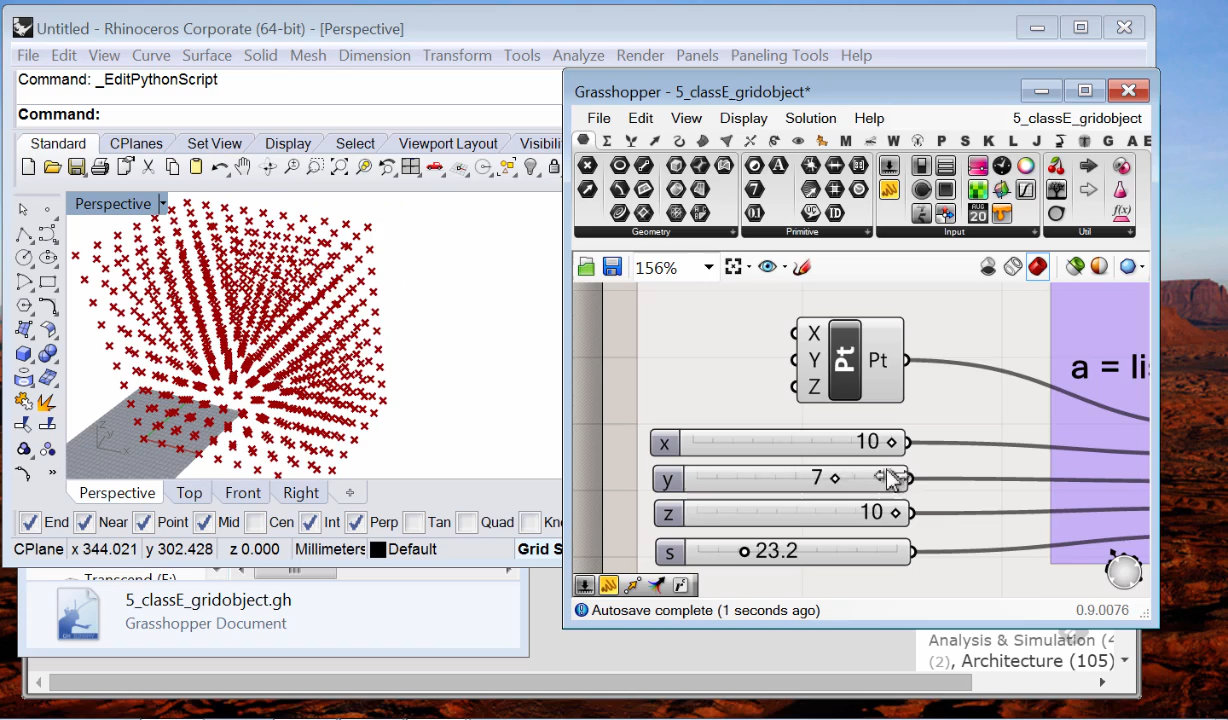 Untitled - Rhinoceros Corporate (64-bit) - [Perspective]
File Edit View Curve Surface Solid Mesh Dimension Transform Tools Analyze Render Panels Paneling Tools Help
Command: _EditPythonScript
Command:
Standard CPlanes Set View Display Select Viewport Layout Visibili
Perspective
Perspective Top Front Right
End Near Point Mid Cen Int Perp Tan Quad Kn
CPlane x 344.021 y 302.428 z 0.000 Millimeters Default Grid S
Transcend (F:)
5_classE_gridobject.gh
Grasshopper Document
Grasshopper - 5_classE_gridobject*
File Edit View Display Solution Help 5_classE_gridobject
M W P S K L J G A E
Geometry Primitive Input Util
156%
X
Y Pt Pt
Z
a = li
x 10
y 7
z 10
s 23.2
Autosave complete (1 seconds ago) 0.9.0076
Analysis & Simulation (4
(2), Architecture (105)